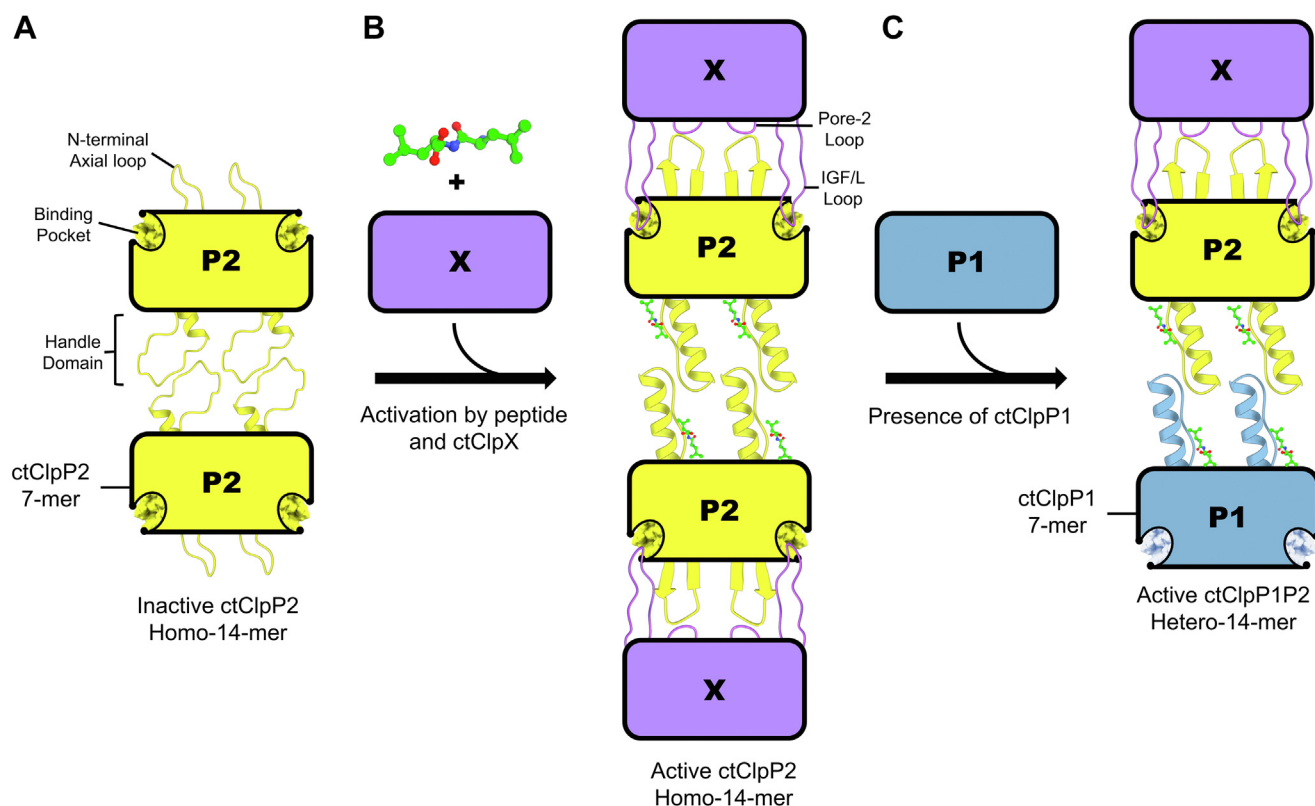 A
N-terminal
Axial loop
Binding
Pocket
P2
Handle
Domain
ctClpP2
7-mer
P2
Inactive ctClpP2
Homo-14-mer
B
+
X
Activation by peptide
and ctClpX
X
Pore-2
Loop
IGF/L
Loop
P2
P2
X
Active ctClpP2
Homo-14-mer
C
P1
Presence of ctClpP1
X
P2
ctClpP1
7-mer
P1
Active ctClpP1P2
Hetero-14-mer